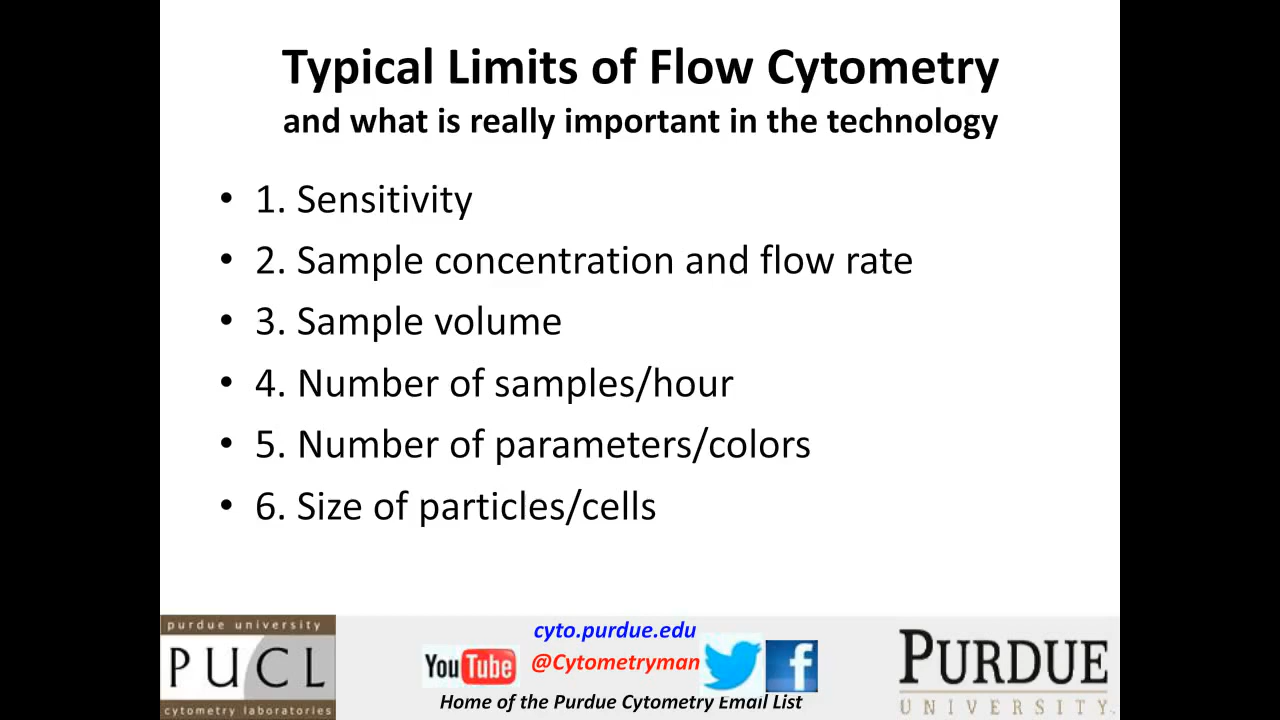 Typical Limits of Flow Cytometry
and what is really important in the technology
• 1. Sensitivity
• 2. Sample concentration and flow rate
• 3. Sample volume
• 4. Number of samples/hour
• 5. Number of parameters/colors
• 6. Size of particles/cells
purdue university
PUCL
cytometry laboratories
cyto.purdue.edu
YouTube
@Cytometryman
f
Home of the Purdue Cytometry Email List
PURDUE
UNIVERSITY